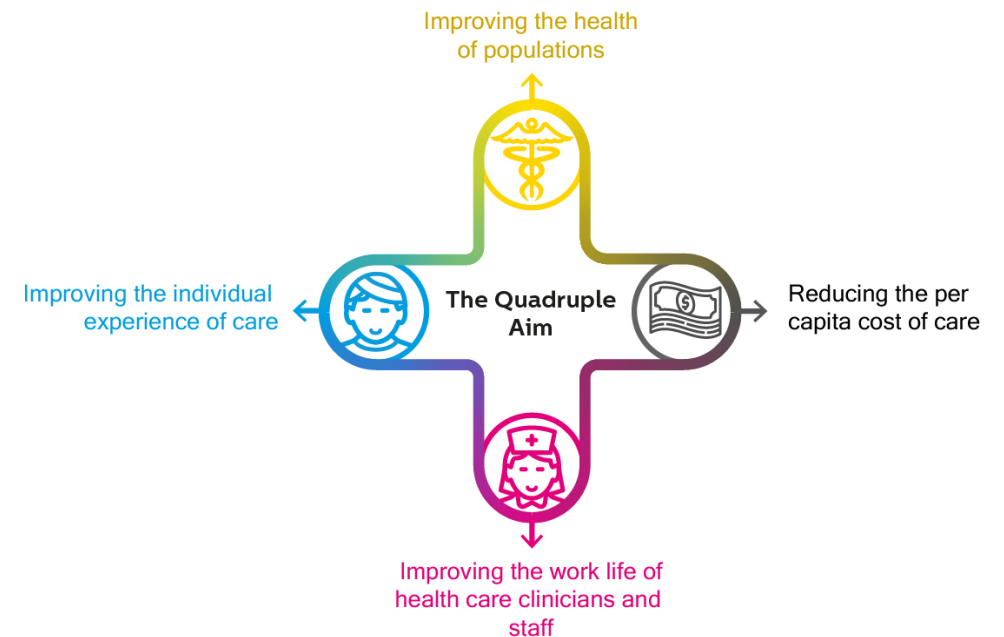 Improving the health
of populations
Improving the individual
experience of care
The Quadruple
Aim
$
Reducing the per
capita cost of care
Improving the work life of
health care clinicians and
staff